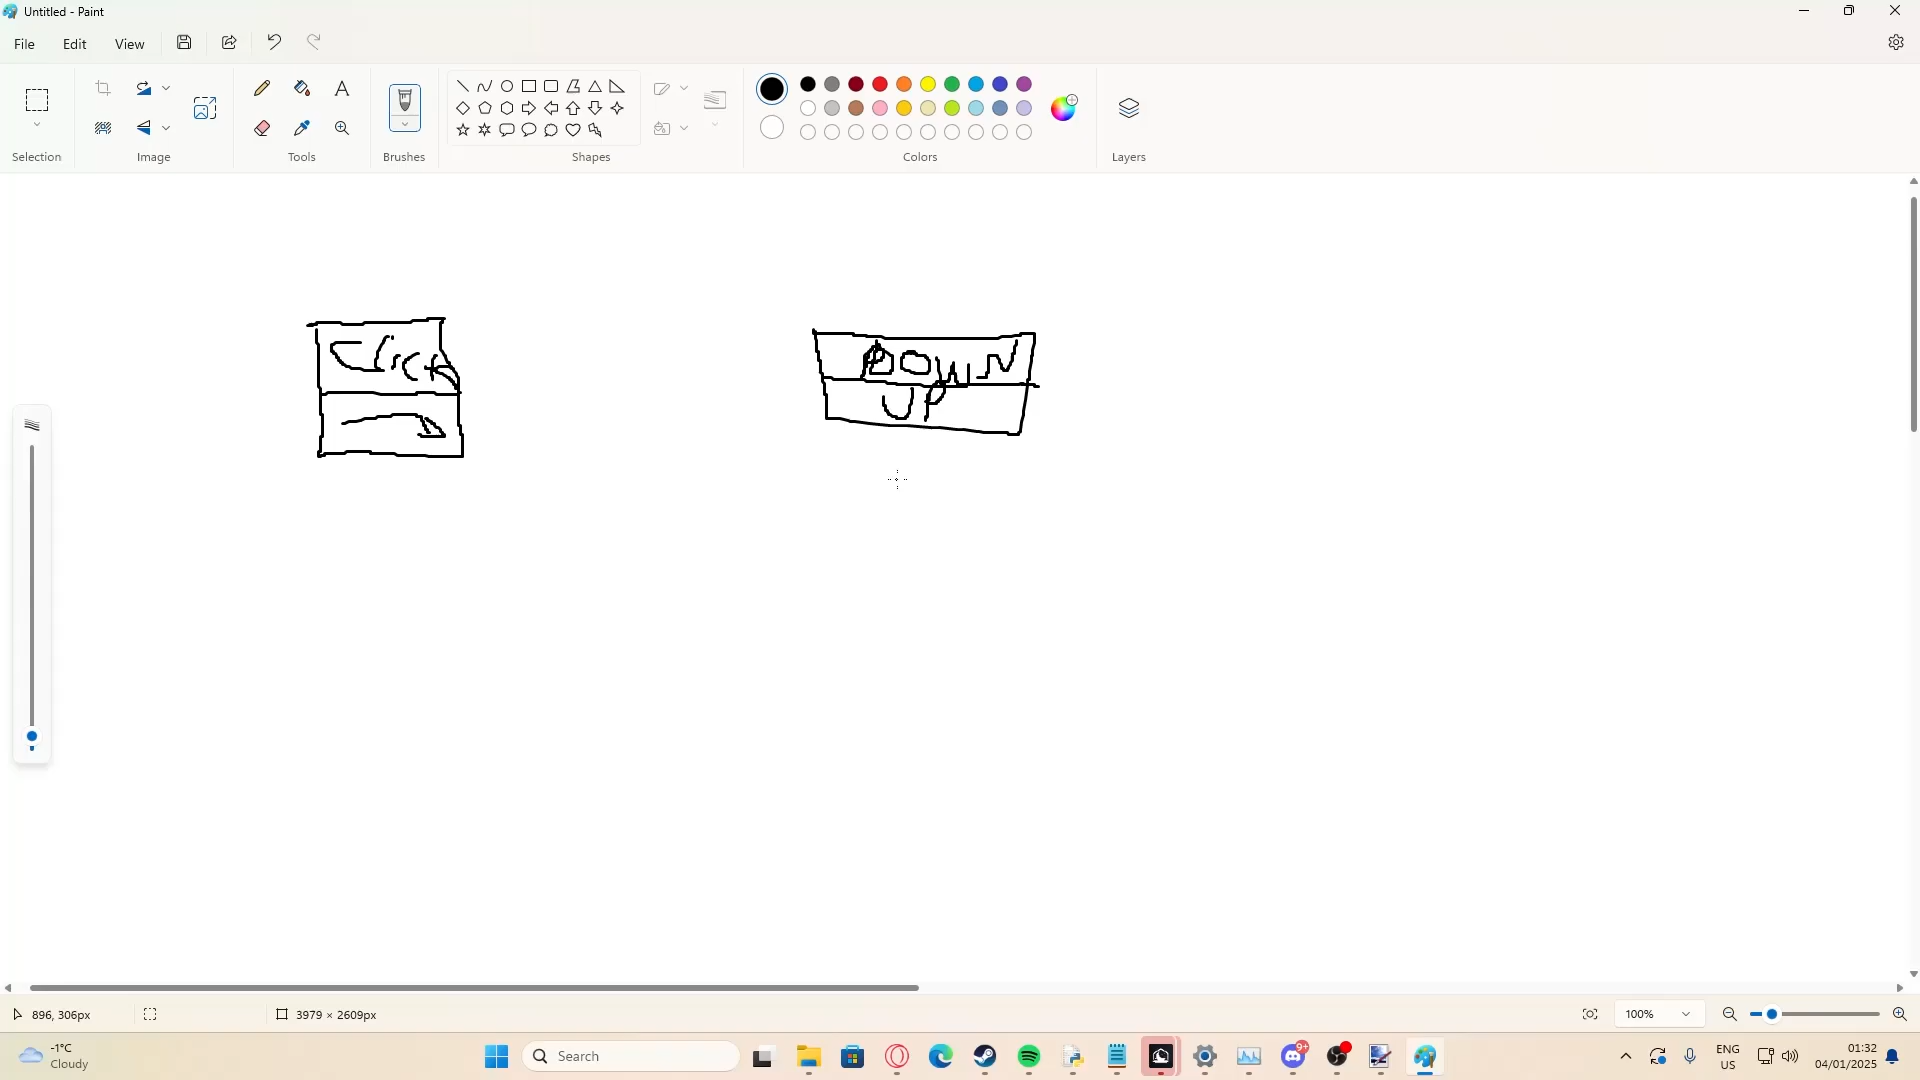 Untitled - Paint
File Edit View
Selection Image Tools Brushes Shapes Colors Layers
Click
DOWN
UP
896, 306px 3979 × 2609px 100%
-1°C
Cloudy
Search
9+
ENG
US
01:32
04/01/2025